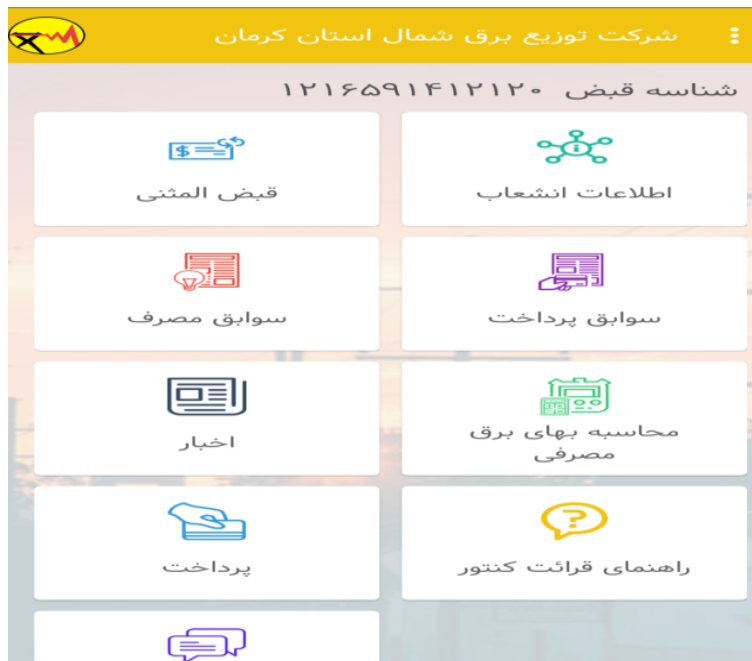 شرکت توزیع برق شمال استان کرمان
شناسه قبض ۱۲۱۶۵۹۱۴۱۲۱۲۰
اطلاعات انشعاب
قبض المثنی
سوابق پرداخت
سوابق مصرف
محاسبه بهای برق
مصرفی
اخبار
راهنمای قرائت کنتور
پرداخت